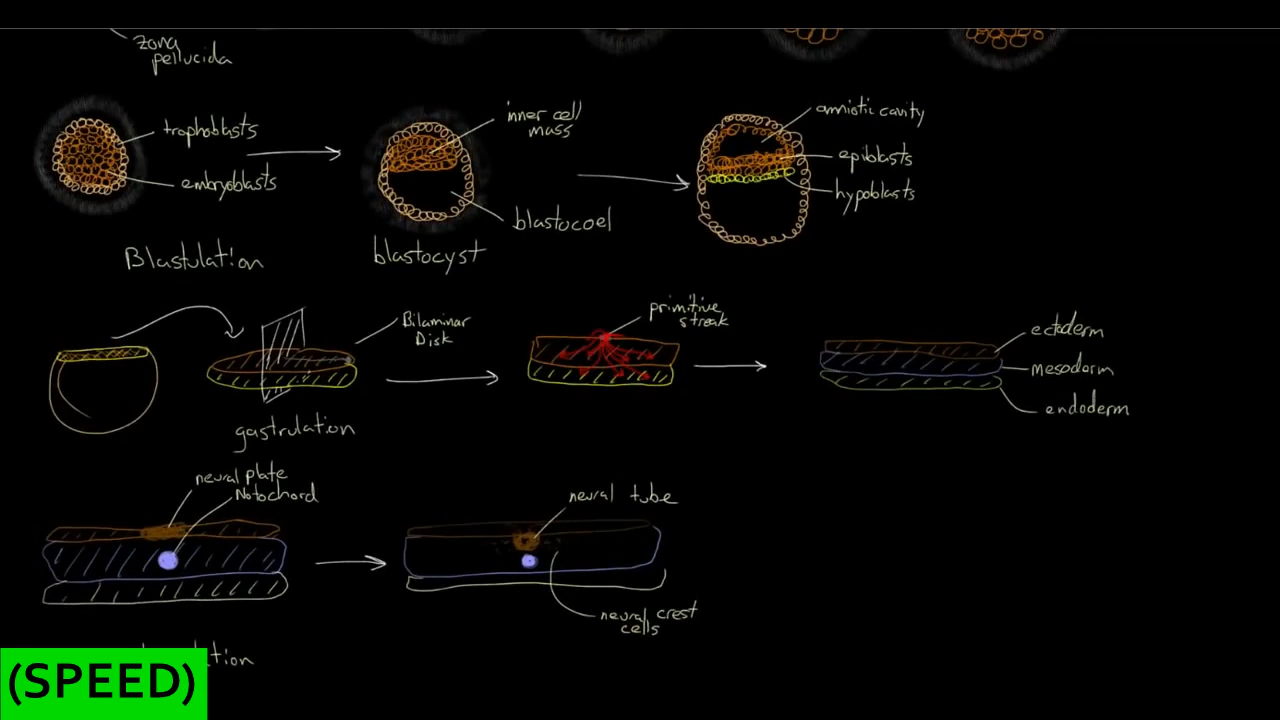 zona
pellucida
trophoblasts
embryoblasts
Blastulation
inner cell
mass
blastocoel
blastocyst
amniotic cavity
epiblasts
hypoblasts
Bilaminar
Disk
gastrulation
primitive
streak
ectoderm
mesoderm
endoderm
neural plate
Notochord
neural tube
neural crest
cells
(SPEED)